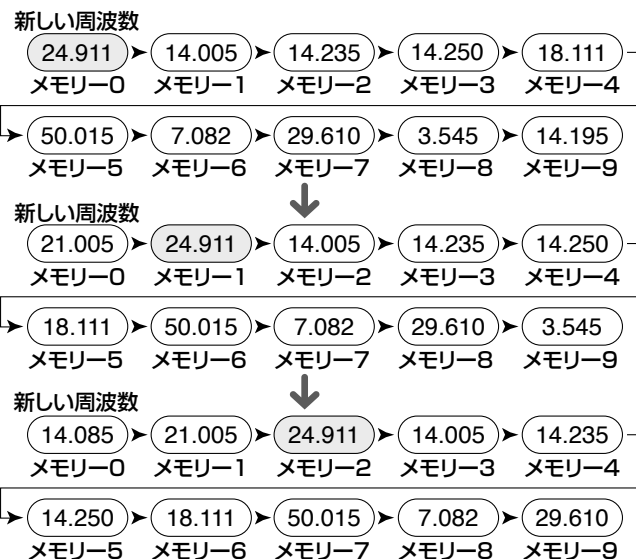 新しい周波数
24.911 14.005 14.235 14.250 18.111
メモリー0 メモリー1 メモリー2 メモリー3 メモリー4
50.015 7.082 29.610 3.545 14.195
メモリー5 メモリー6 メモリー7 メモリー8 メモリー9
新しい周波数
21.005 24.911 14.005 14.235 14.250
メモリー0 メモリー1 メモリー2 メモリー3 メモリー4
18.111 50.015 7.082 29.610 3.545
メモリー5 メモリー6 メモリー7 メモリー8 メモリー9
新しい周波数
14.085 21.005 24.911 14.005 14.235
メモリー0 メモリー1 メモリー2 メモリー3 メモリー4
14.250 18.111 50.015 7.082 29.610
メモリー5 メモリー6 メモリー7 メモリー8 メモリー9